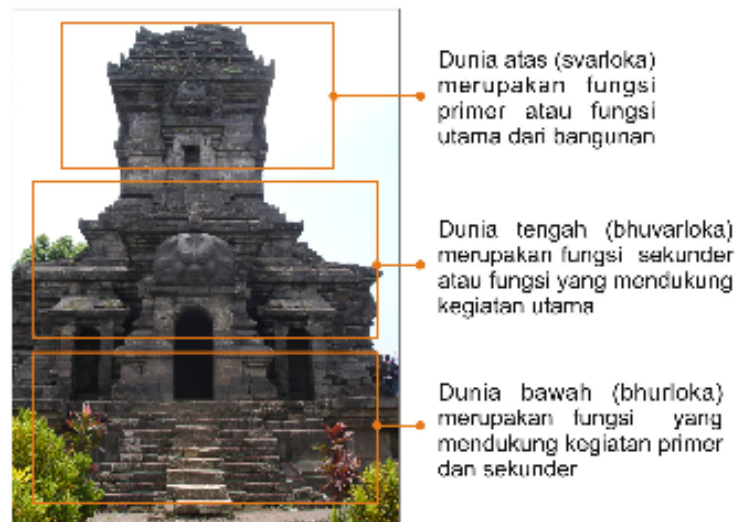 Dunia atas (svarloka)
merupakan fungsi
primer atau fungsi
utama dari bangunan
Dunia tengah (bhuvarloka)
merupakan fungsi sekunder
atau fungsi yang mendukung
kegiatan utama
Dunia bawah (bhurloka)
merupakan fungsi yang
mendukung kegiatan primer
dan sekunder